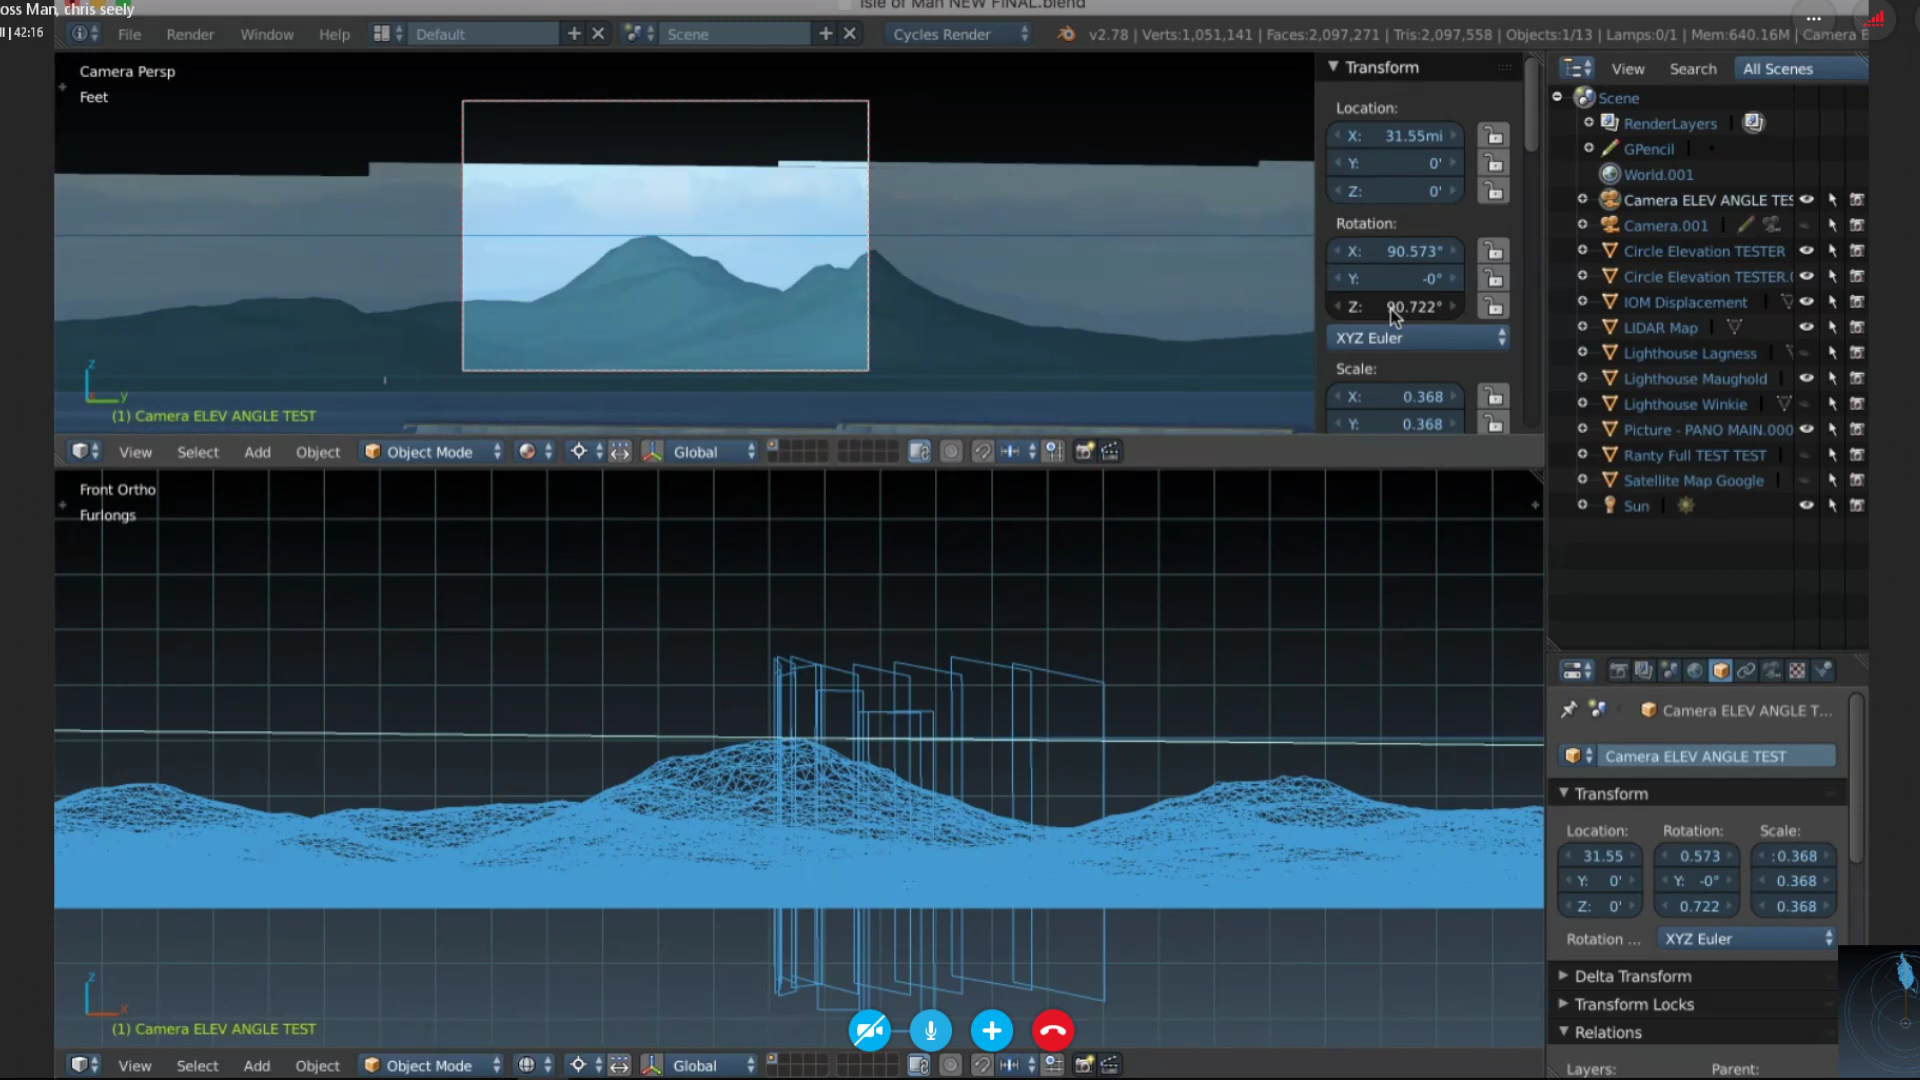 oss Man, chris seely
Isle of Man NEW FINAL.blend
42:16
File Render Window Help Default Scene Cycles Render v2.78 | Verts:1,051,141 | Faces:2,097,271 | Tris:2,097,558 | Objects:1/13 | Lamps:0/1 | Mem:640.16M | Camera E
Camera Persp
Feet
(1) Camera ELEV ANGLE TEST
Transform
Location:
X: 31.55mi
Y: 0'
Z: 0'
Rotation:
X: 90.573°
Y: -0°
Z: 90.722°
XYZ Euler
Scale:
X: 0.368
Y: 0.368
View Search All Scenes
Scene
RenderLayers
GPencil
World.001
Camera ELEV ANGLE TES
Camera.001
Circle Elevation TESTER
Circle Elevation TESTER.
IOM Displacement
LIDAR Map
Lighthouse Lagness
Lighthouse Maughold
Lighthouse Winkie
Picture - PANO MAIN.000
Ranty Full TEST TEST
Satellite Map Google
Sun
View Select Add Object Object Mode Global
Front Ortho
Furlongs
(1) Camera ELEV ANGLE TEST
View Select Add Object Object Mode Global
Camera ELEV ANGLE T...
Camera ELEV ANGLE TEST
Transform
Location: Rotation: Scale:
31.55 0.573 :0.368
Y: 0' Y: -0° 0.368
Z: 0' 0.722 0.368
Rotation ... XYZ Euler
Delta Transform
Transform Locks
Relations
Layers: Parent: